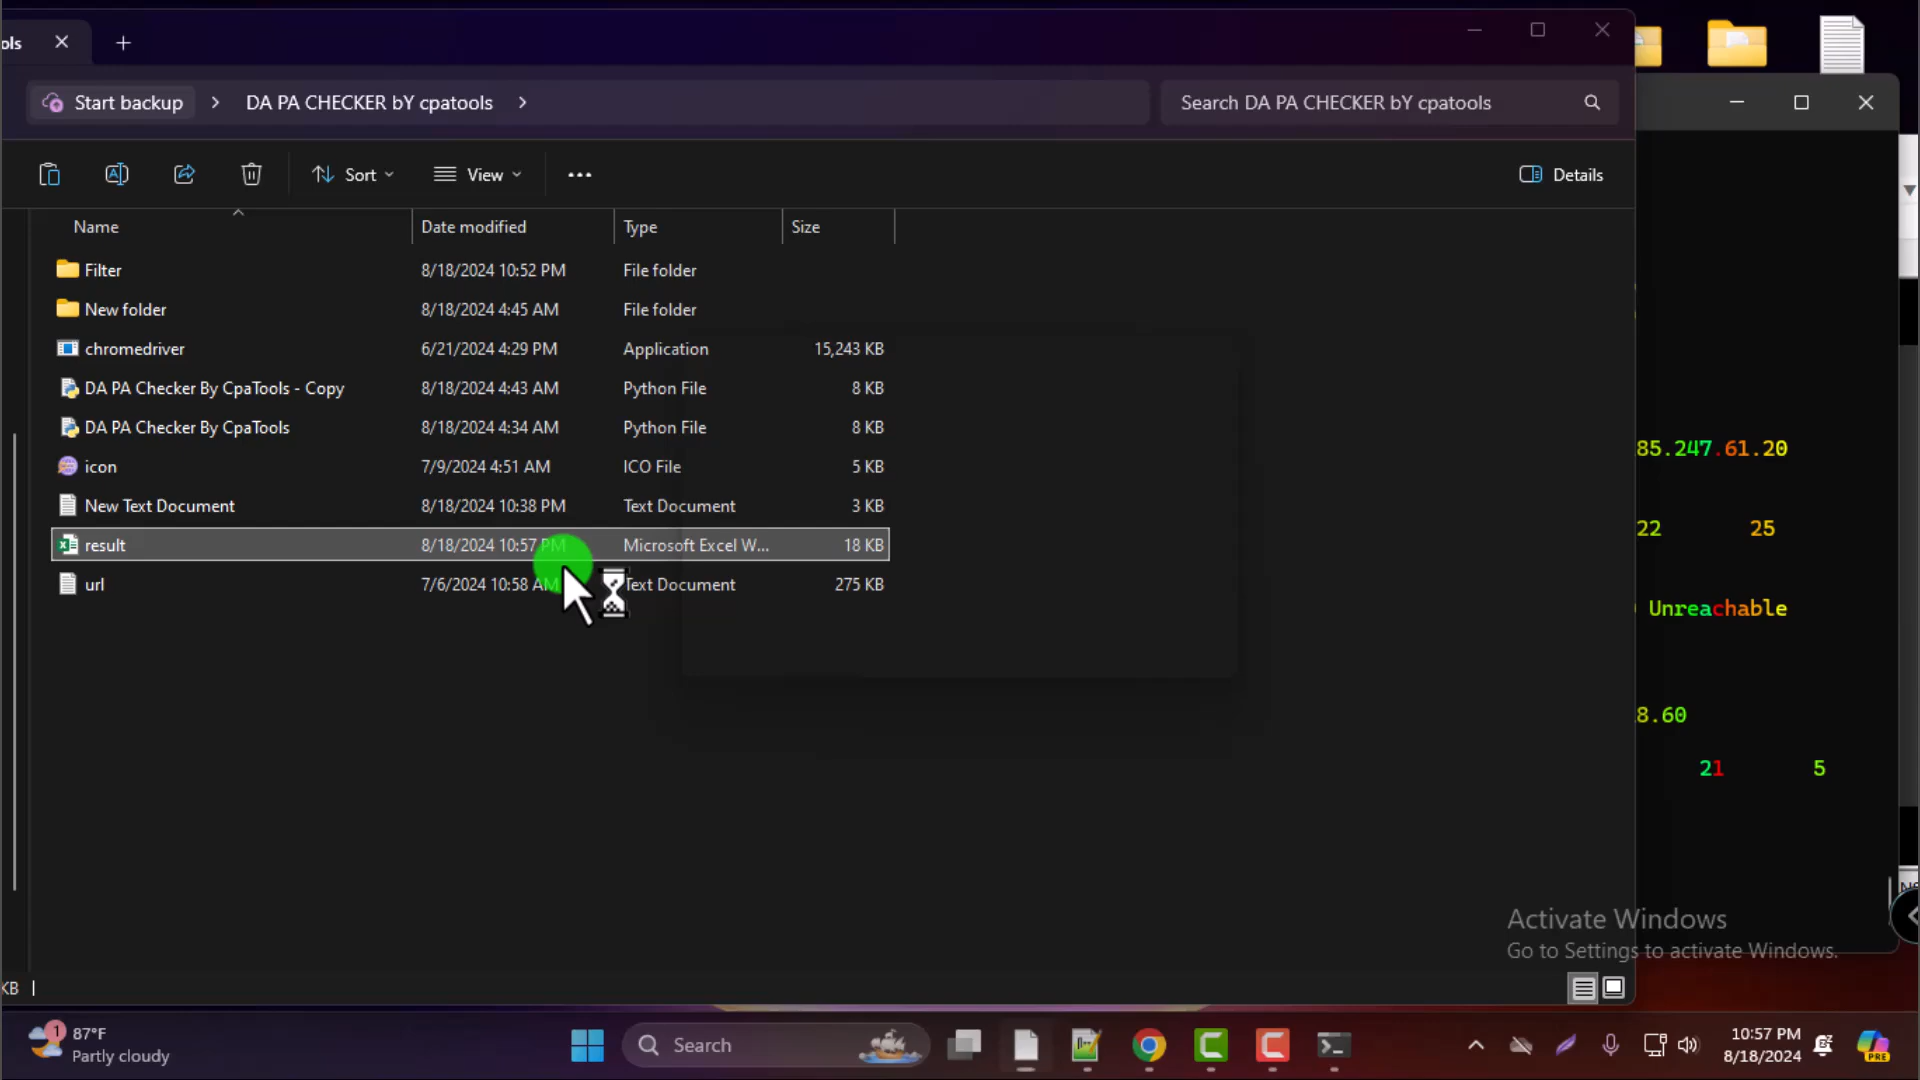 ols
Start backup > DA PA CHECKER bY cpatools >
Search DA PA CHECKER bY cpatools
Sort
View
Details
Name Date modified Type Size
Filter 8/18/2024 10:52 PM File folder
New folder 8/18/2024 4:45 AM File folder
chromedriver 6/21/2024 4:29 PM Application 15,243 KB
DA PA Checker By CpaTools - Copy 8/18/2024 4:43 AM Python File 8 KB
DA PA Checker By CpaTools 8/18/2024 4:34 AM Python File 8 KB
icon 7/9/2024 4:51 AM ICO File 5 KB
New Text Document 8/18/2024 10:38 PM Text Document 3 KB
result 8/18/2024 10:57 PM Microsoft Excel W... 18 KB
url 7/6/2024 10:58 AM Text Document 275 KB
85.247.61.20
22 25
Unreachable
8.60
21 5
Activate Windows
Go to Settings to activate Windows.
KB
1
87°F
Partly cloudy
Search
10:57 PM
8/18/2024
PRE